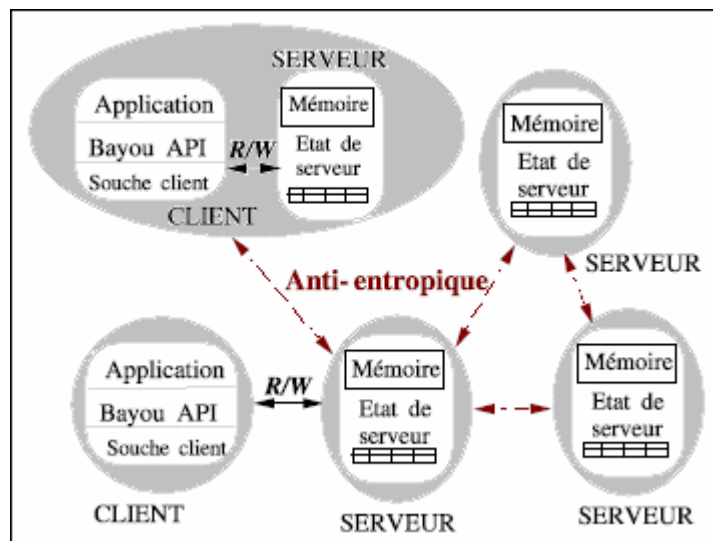 SERVEUR
Application
Bayou API
Souche client
R/W
Mémoire
Etat de
serveur
CLIENT
Mémoire
Etat de
serveur
SERVEUR
Anti- entropique
Application
Bayou API
Souche client
CLIENT
R/W
Mémoire
Etat de
serveur
SERVEUR
Mémoire
Etat de
serveur
SERVEUR